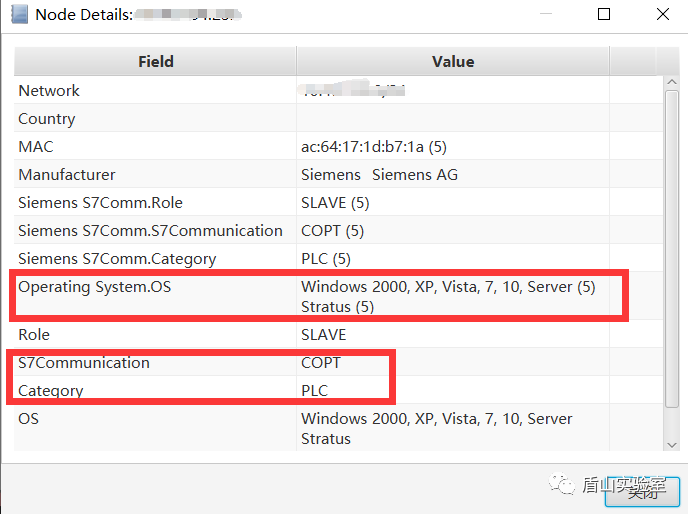 Node Details:
Field Value
Network
Country
MAC ac:64:17:1d:b7:1a (5)
Manufacturer Siemens Siemens AG
Siemens S7Comm.Role SLAVE (5)
Siemens S7Comm.S7Communication COPT (5)
Siemens S7Comm.Category PLC (5)
Operating System.OS Windows 2000, XP, Vista, 7, 10, Server (5)
Stratus (5)
Role SLAVE
S7Communication COPT
Category PLC
OS Windows 2000, XP, Vista, 7, 10, Server
Stratus
盾山实验室
关闭